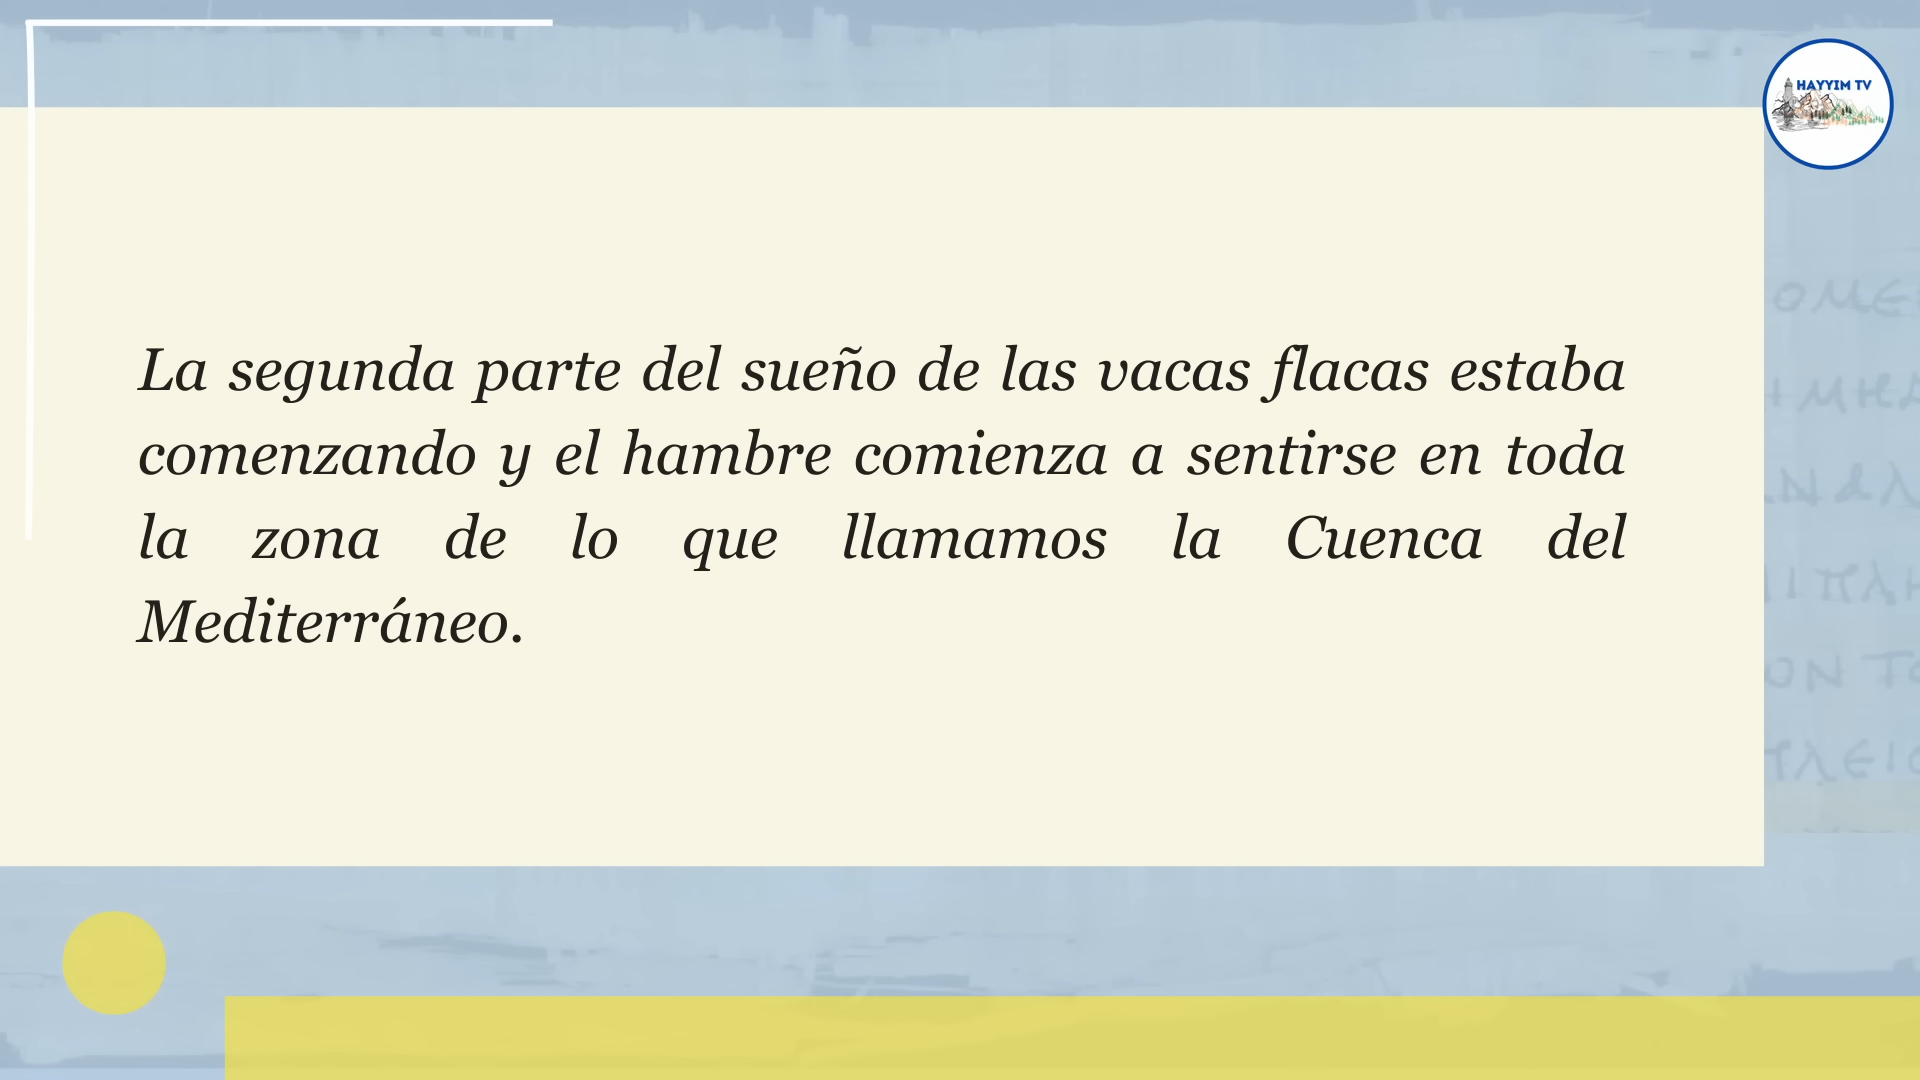 HAYYIM TV
La segunda parte del sueño de las vacas flacas estaba
comenzando y el hambre comienza a sentirse en toda
la zona de lo que llamamos la Cuenca del
Mediterráneo.